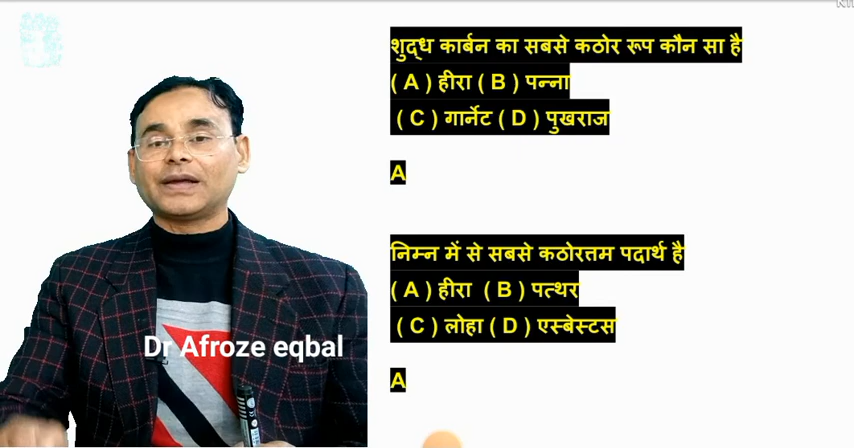 शुद्ध कार्बन का सबसे कठोर रूप कौन सा है
( A ) हीरा ( B ) पन्ना
( C ) गार्नेट ( D ) पुखराज
A
निम्न में से सबसे कठोरत्तम पदार्थ है
( A ) हीरा ( B ) पत्थर
( C ) लोहा ( D ) एस्बेस्टस
A
Dr Afroze eqbal